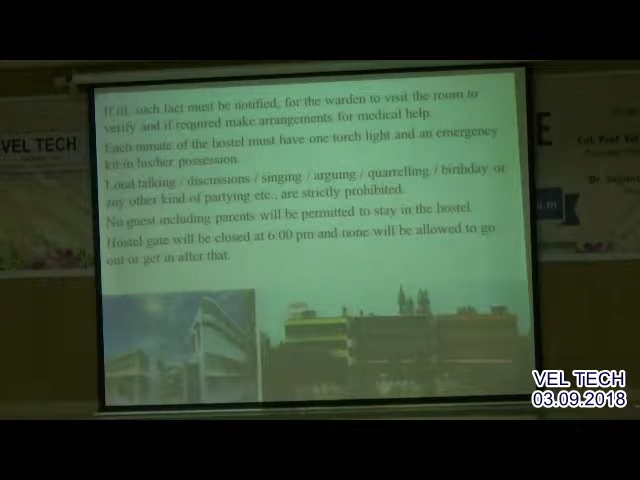 If ill, such fact must be notified, for the warden to visit the room to
verify and if required make arrangements for medical help.
Each inmate of the hostel must have one torch light and an emergency
kit in his/her possession.
Loud talking / discussions / singing / arguing / quarrelling / birthday or
any other kind of partying etc., are strictly prohibited.
No guest including parents will be permitted to stay in the hostel.
Hostel gate will be closed at 6:00 pm and none will be allowed to go
out or get in after that.
VEL TECH
E
Col. Prof.
Dr.
VEL TECH
03.09.2018